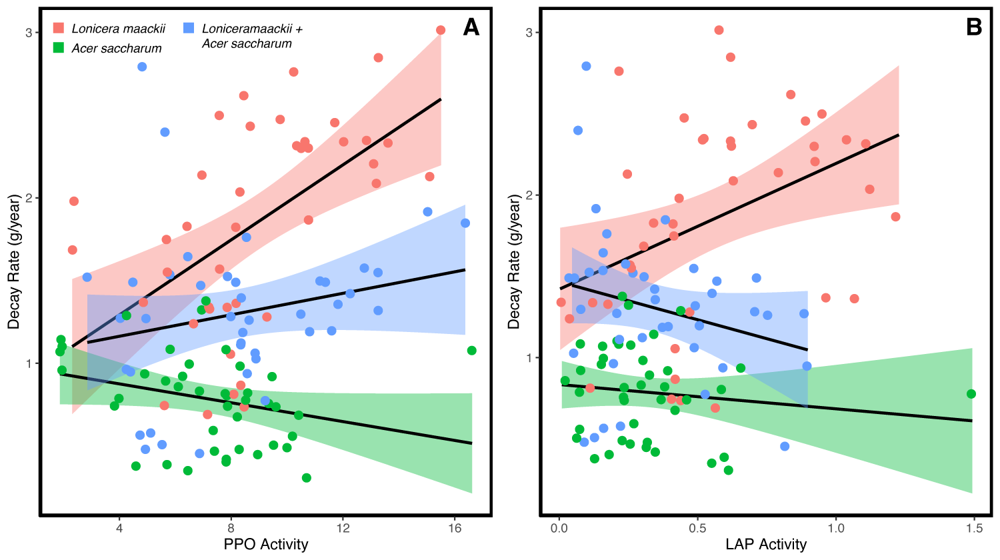 A
Lonicera maackii
Acer saccharum
Loniceramaackii +
Acer saccharum
3
2
1
Decay Rate (g/year)
4
8
12
16
PPO Activity
B
3
2
1
Decay Rate (g/year)
0.0
0.5
1.0
1.5
LAP Activity